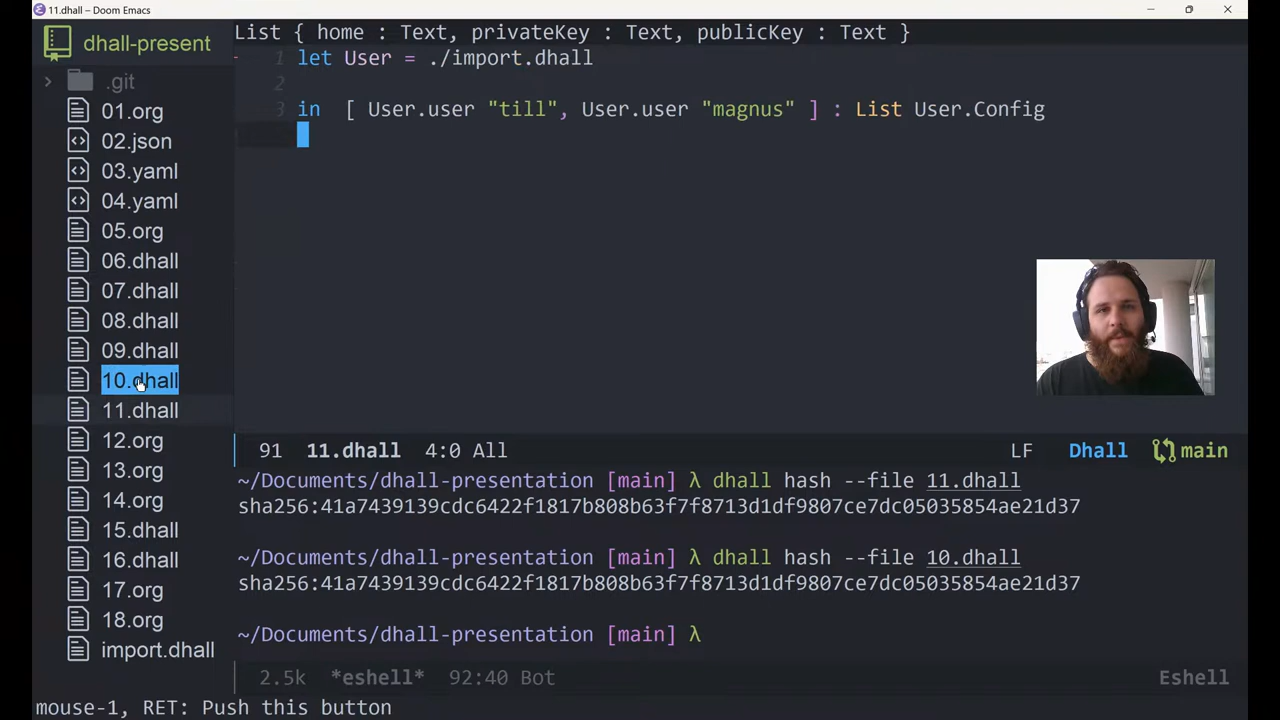 11.dhall – Doom Emacs
dhall-present
List { home : Text, privateKey : Text, publicKey : Text }
.git
01.org
02.json
03.yaml
04.yaml
05.org
06.dhall
07.dhall
08.dhall
09.dhall
10.dhall
11.dhall
12.org
13.org
14.org
15.dhall
16.dhall
17.org
18.org
import.dhall
1 let User = ./import.dhall
2
3 in [ User.user "till", User.user "magnus" ] : List User.Config
91 11.dhall 4:0 All LF Dhall main
~/Documents/dhall-presentation [main] λ dhall hash --file 11.dhall
sha256:41a7439139cdc6422f1817b808b63f7f8713d1df9807ce7dc05035854ae21d37
~/Documents/dhall-presentation [main] λ dhall hash --file 10.dhall
sha256:41a7439139cdc6422f1817b808b63f7f8713d1df9807ce7dc05035854ae21d37
~/Documents/dhall-presentation [main] λ
2.5k *eshell* 92:40 Bot Eshell
mouse-1, RET: Push this button